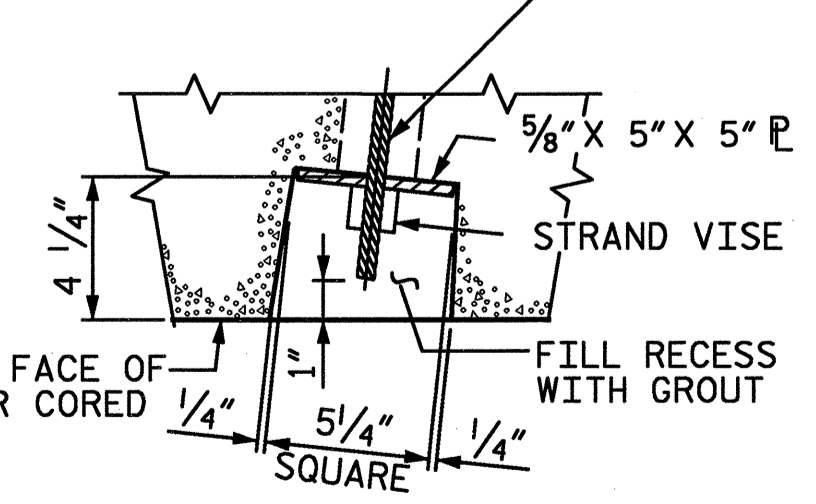 5/8" X 5" X 5" ⅊
STRAND VISE
4 1/4"
1"
FILL RECESS
WITH GROUT
FACE OF
R CORED
1/4"
5 1/4"
1/4"
SQUARE